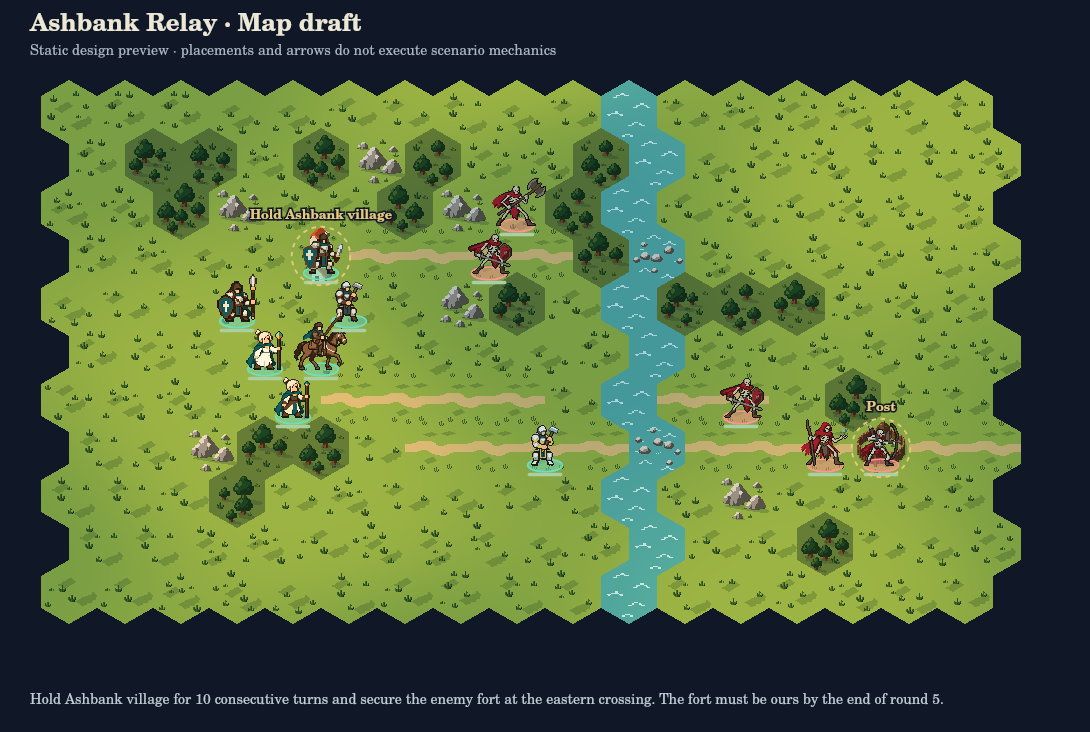 Ashbank Relay · Map draft
Static design preview · placements and arrows do not execute scenario mechanics
Hold Ashbank village
Post
Hold Ashbank village for 10 consecutive turns and secure the enemy fort at the eastern crossing. The fort must be ours by the end of round 5.